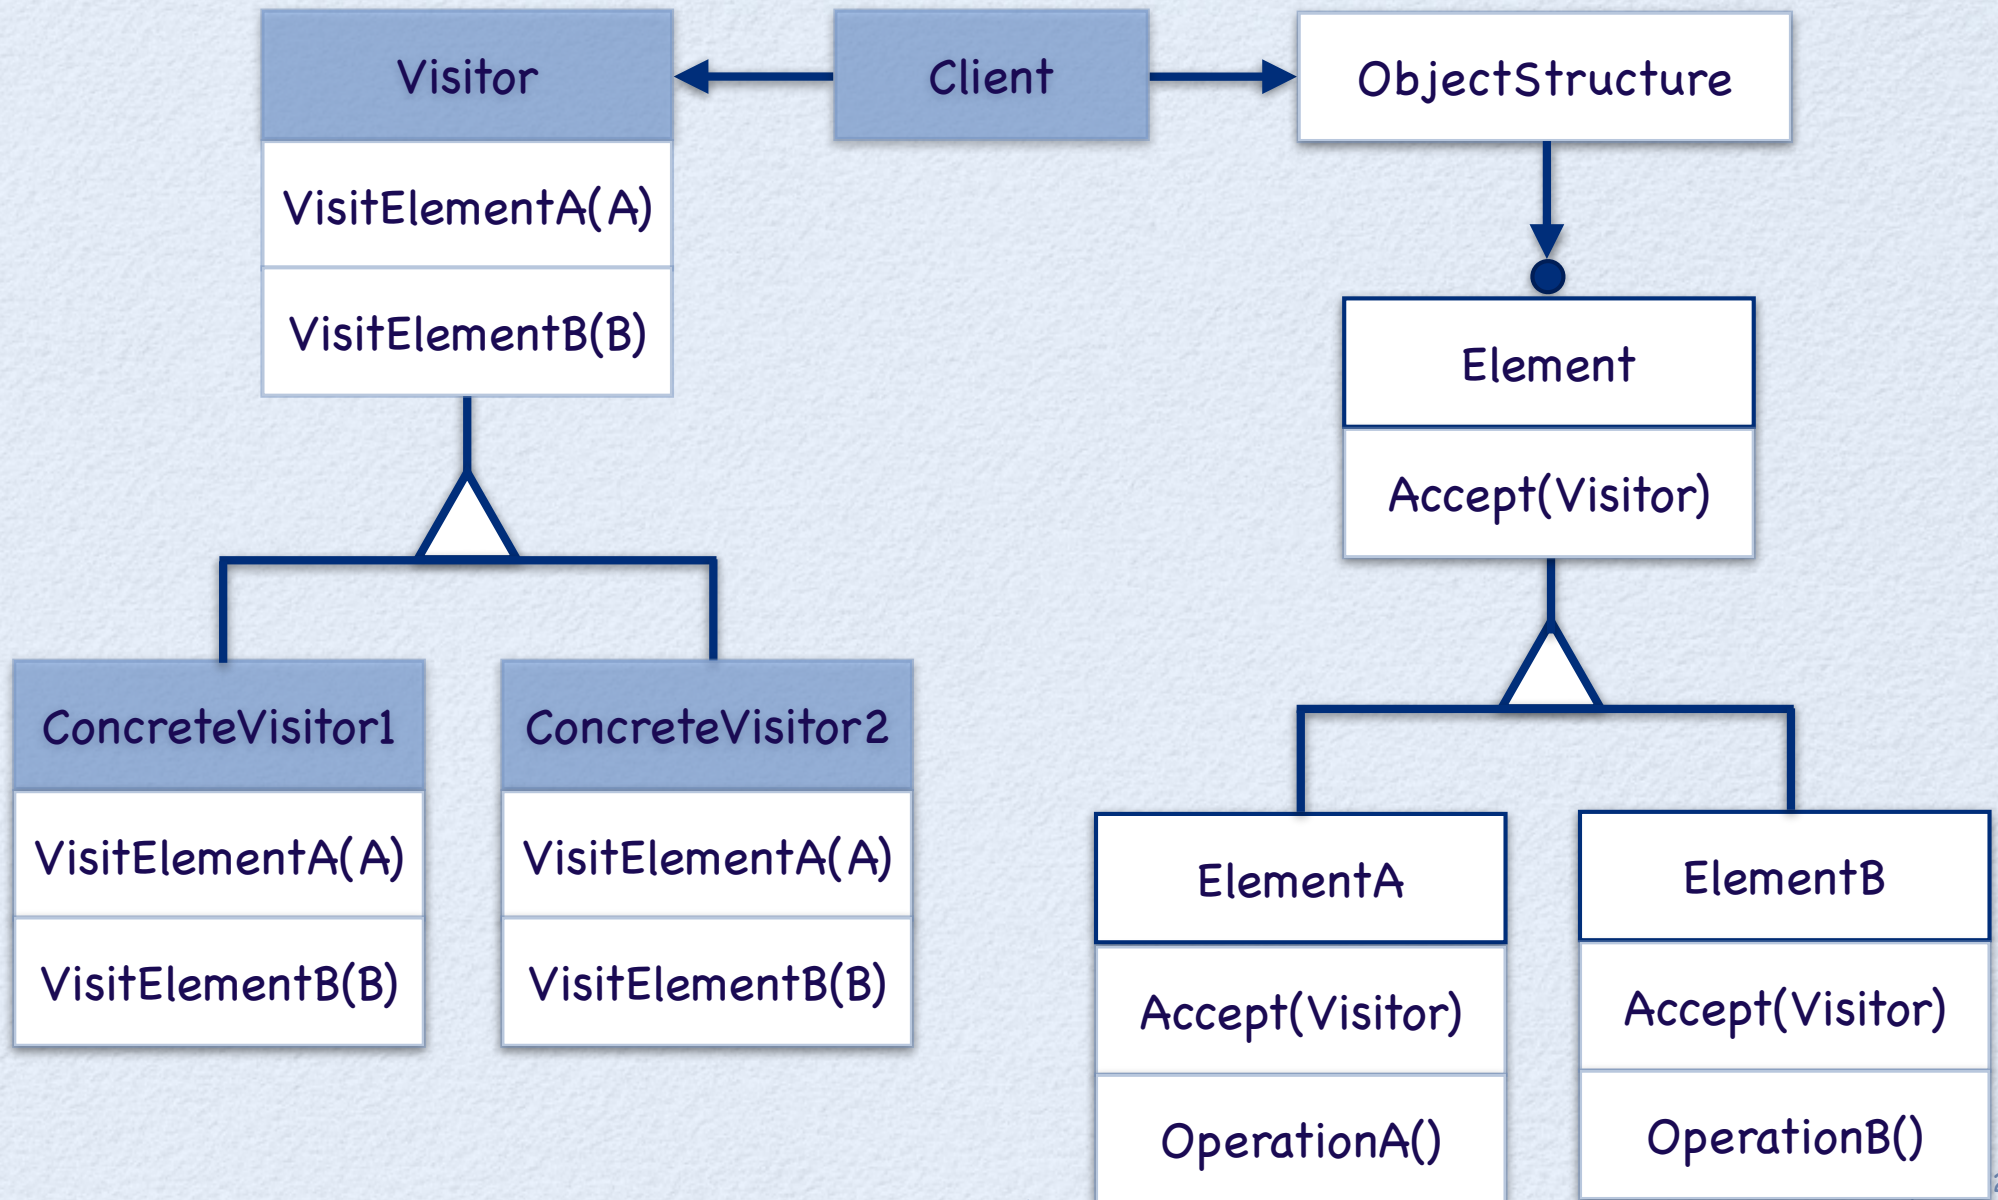 Visitor
VisitElementA(A)
VisitElementB(B)
Client
ObjectStructure
Element
Accept(Visitor)
ConcreteVisitor1
VisitElementA(A)
VisitElementB(B)
ConcreteVisitor2
VisitElementA(A)
VisitElementB(B)
ElementA
Accept(Visitor)
OperationA()
ElementB
Accept(Visitor)
OperationB()